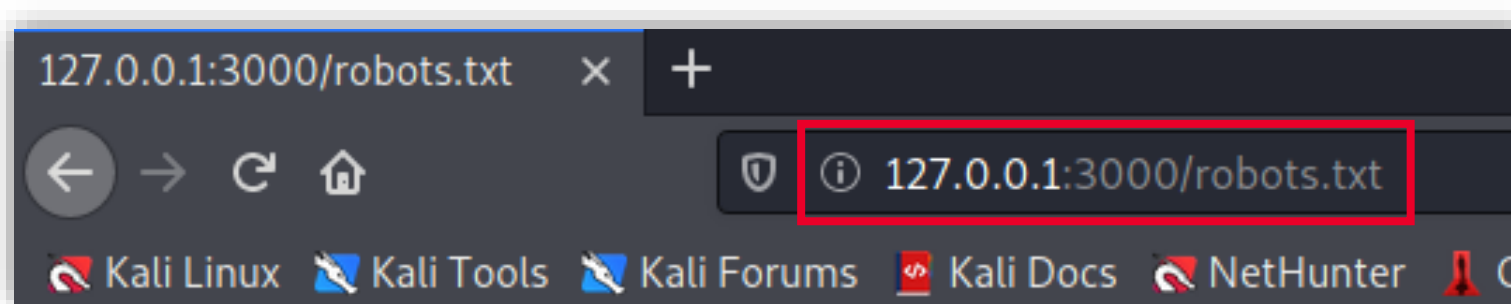 127.0.0.1:3000/robots.txt
127.0.0.1:3000/robots.txt
Kali Linux Kali Tools Kali Forums Kali Docs NetHunter